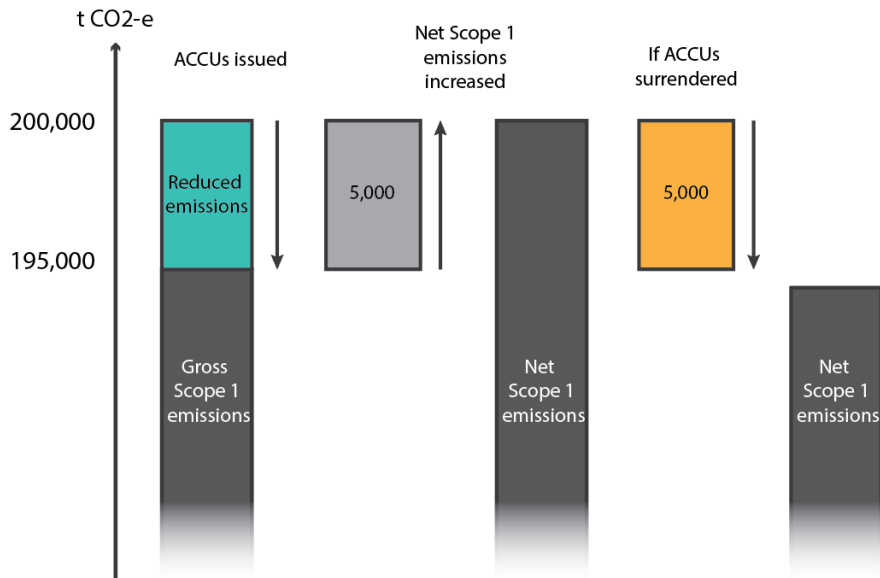 t CO2-e
ACCUs issued
Net Scope 1
emissions
increased
If ACCUs
surrendered
200,000
Reduced
emissions
5,000
5,000
195,000
Gross
Scope 1
emissions
Net
Scope 1
emissions
Net
Scope 1
emissions